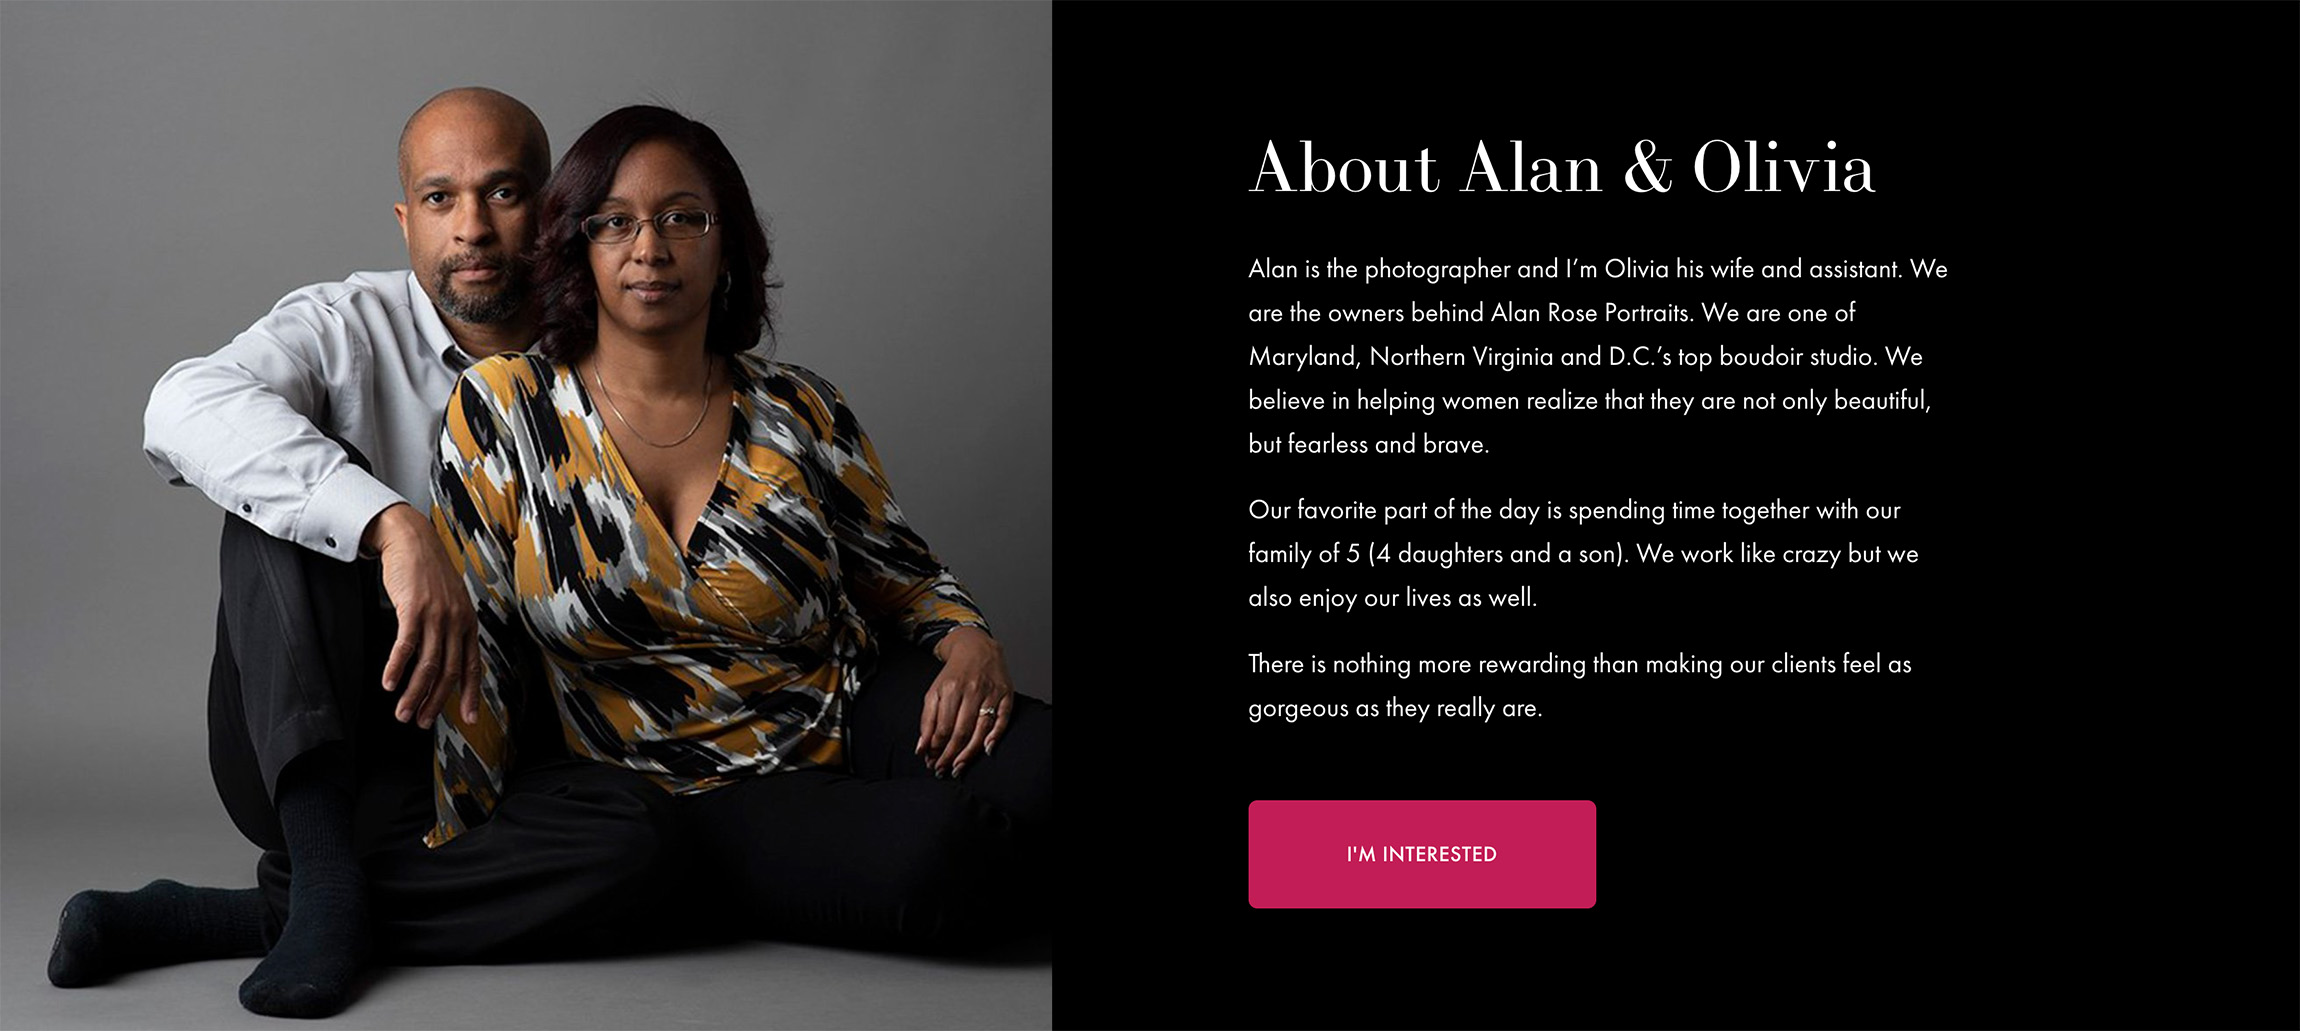 About Alan & Olivia
Alan is the photographer and I’m Olivia his wife and assistant. We
are the owners behind Alan Rose Portraits. We are one of
Maryland, Northern Virginia and D.C.’s top boudoir studio. We
believe in helping women realize that they are not only beautiful,
but fearless and brave.
Our favorite part of the day is spending time together with our
family of 5 (4 daughters and a son). We work like crazy but we
also enjoy our lives as well.
There is nothing more rewarding than making our clients feel as
gorgeous as they really are.
I'M INTERESTED